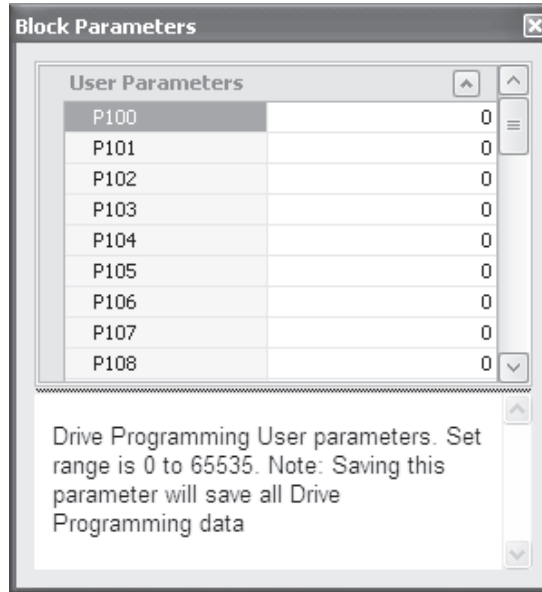 Block Parameters
User Parameters
P100 0
P101 0
P102 0
P103 0
P104 0
P105 0
P106 0
P107 0
P108 0
Drive Programming User parameters. Set
range is 0 to 65535. Note: Saving this
parameter will save all Drive
Programming data